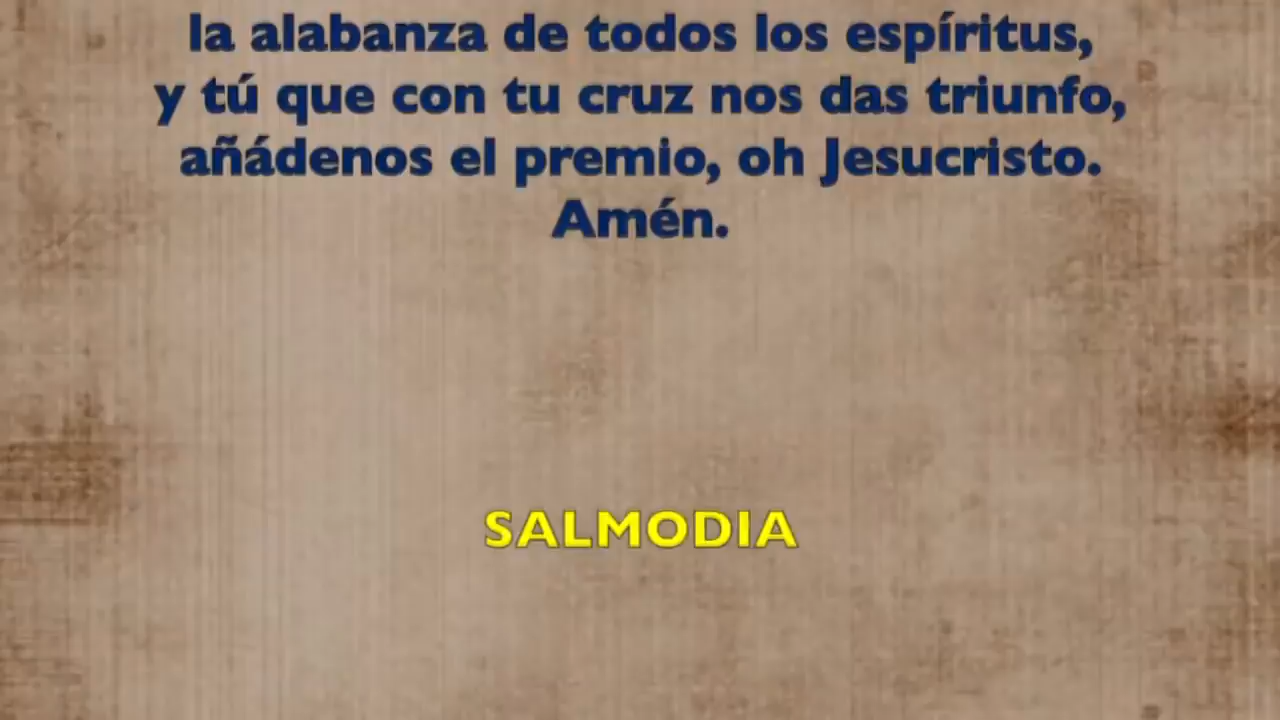 la alabanza de todos los espíritus,
y tú que con tu cruz nos das triunfo,
añádenos el premio, oh Jesucristo.
Amén.
SALMODIA